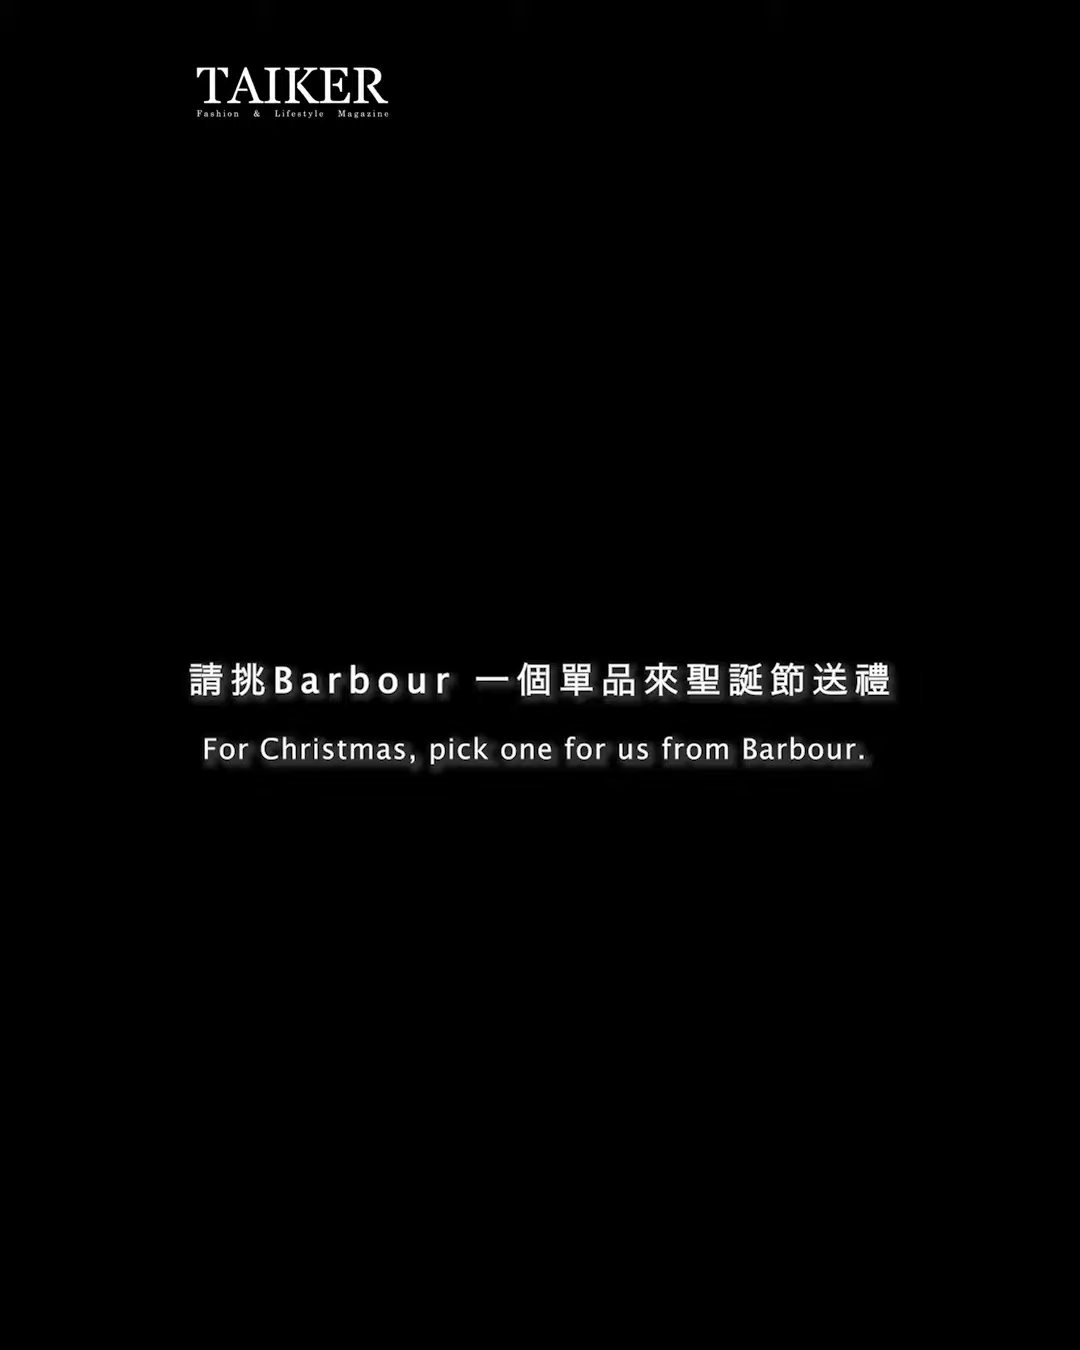 TAIKER
Fashion & Lifestyle Magazine
請挑Barbour 一個單品來聖誕節送禮
For Christmas, pick one for us from Barbour.